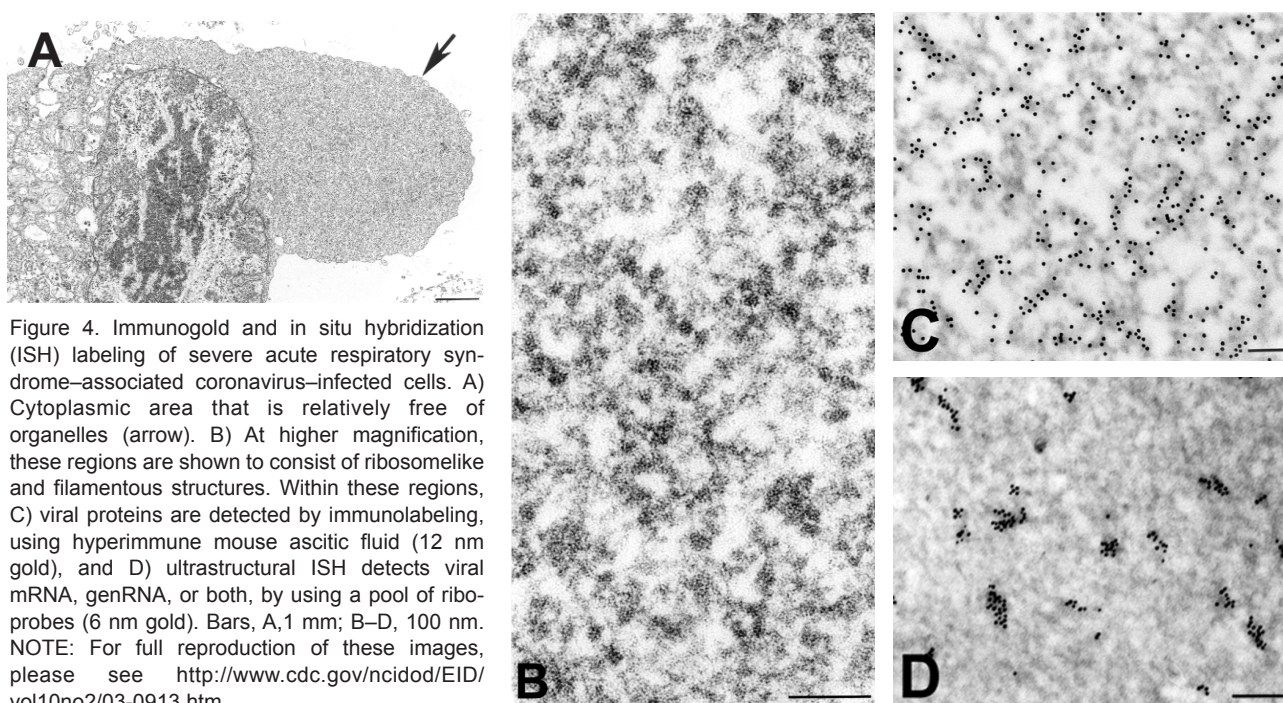 A
Figure 4. Immunogold and in situ hybridization
(ISH) labeling of severe acute respiratory syn-
drome–associated coronavirus–infected cells. A)
Cytoplasmic area that is relatively free of
organelles (arrow). B) At higher magnification,
these regions are shown to consist of ribosomelike
and filamentous structures. Within these regions,
C) viral proteins are detected by immunolabeling,
using hyperimmune mouse ascitic fluid (12 nm
gold), and D) ultrastructural ISH detects viral
mRNA, genRNA, or both, by using a pool of ribo-
probes (6 nm gold). Bars, A,1 mm; B–D, 100 nm.
NOTE: For full reproduction of these images,
please see http://www.cdc.gov/ncidod/EID/
vol10no2/03-0913.htm
B
C
D